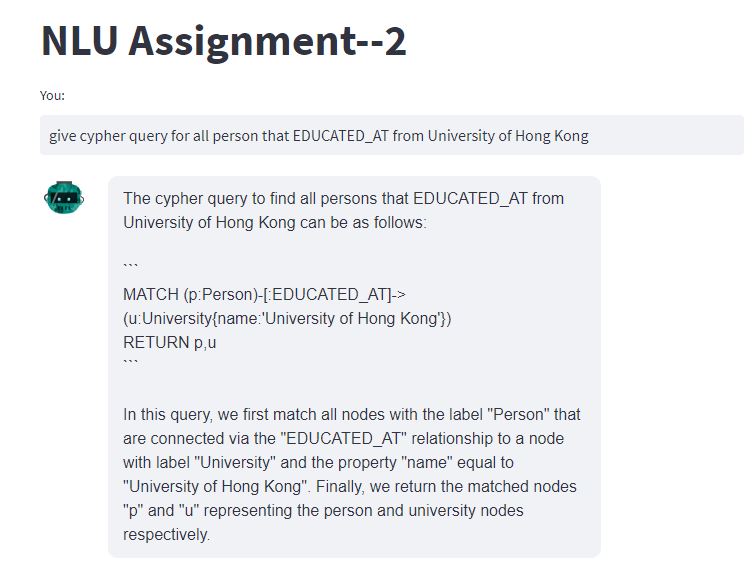 NLU Assignment--2
You:
give cypher query for all person that EDUCATED_AT from University of Hong Kong
The cypher query to find all persons that EDUCATED_AT from
University of Hong Kong can be as follows:
```
MATCH (p:Person)-[:EDUCATED_AT]->
(u:University{name:'University of Hong Kong'})
RETURN p,u
```
In this query, we first match all nodes with the label "Person" that
are connected via the "EDUCATED_AT" relationship to a node
with label "University" and the property "name" equal to
"University of Hong Kong". Finally, we return the matched nodes
"p" and "u" representing the person and university nodes
respectively.